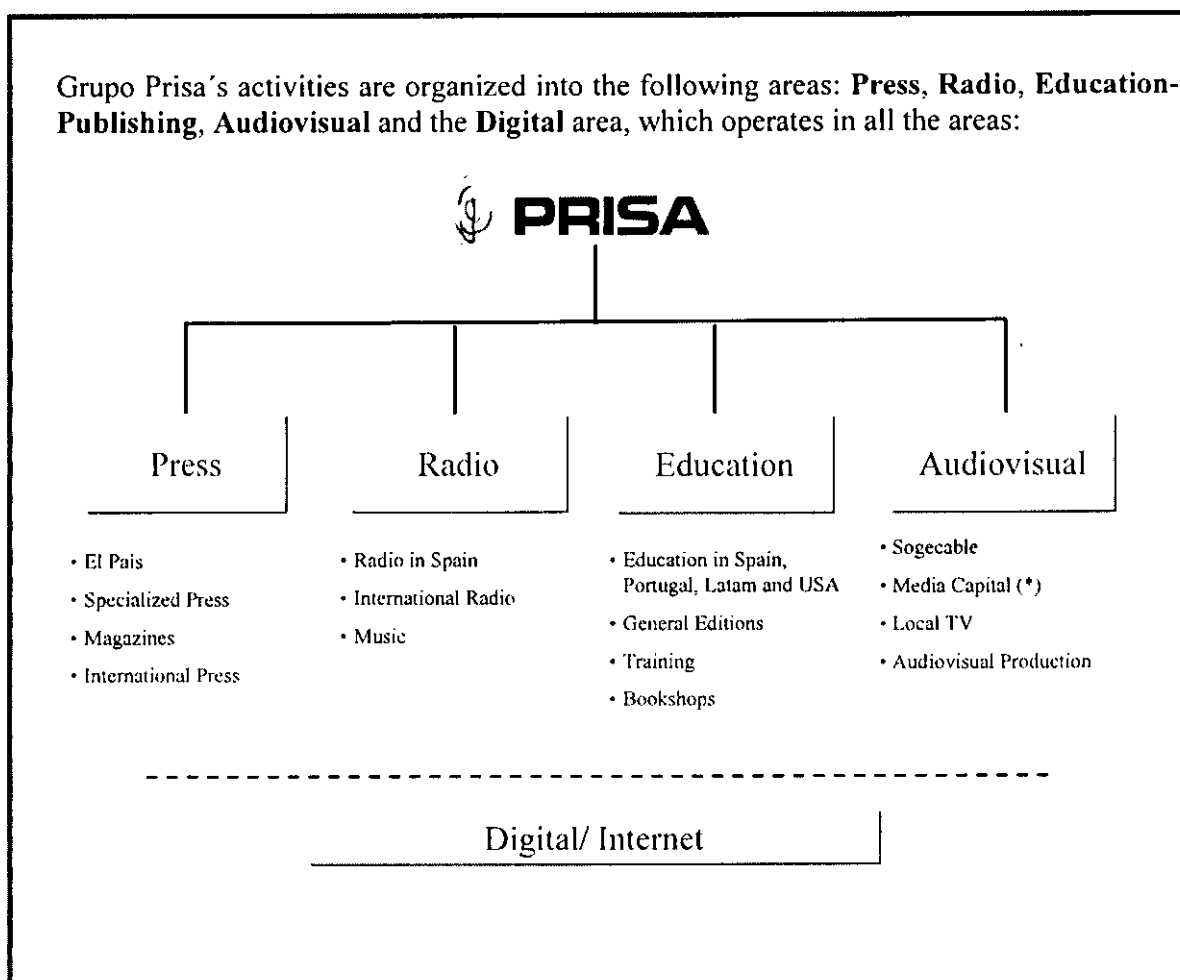 Grupo Prisa´s activities are organized into the following areas: Press, Radio, Education-
Publishing, Audiovisual and the Digital area, which operates in all the areas:
PRISA
Press
Radio
Education
Audiovisual
• El Pais
• Specialized Press
• Magazines
• International Press
• Radio in Spain
• International Radio
• Music
• Education in Spain,
Portugal, Latam and USA
• General Editions
• Training
• Bookshops
• Sogecable
• Media Capital (*)
• Local TV
• Audiovisual Production
Digital/ Internet